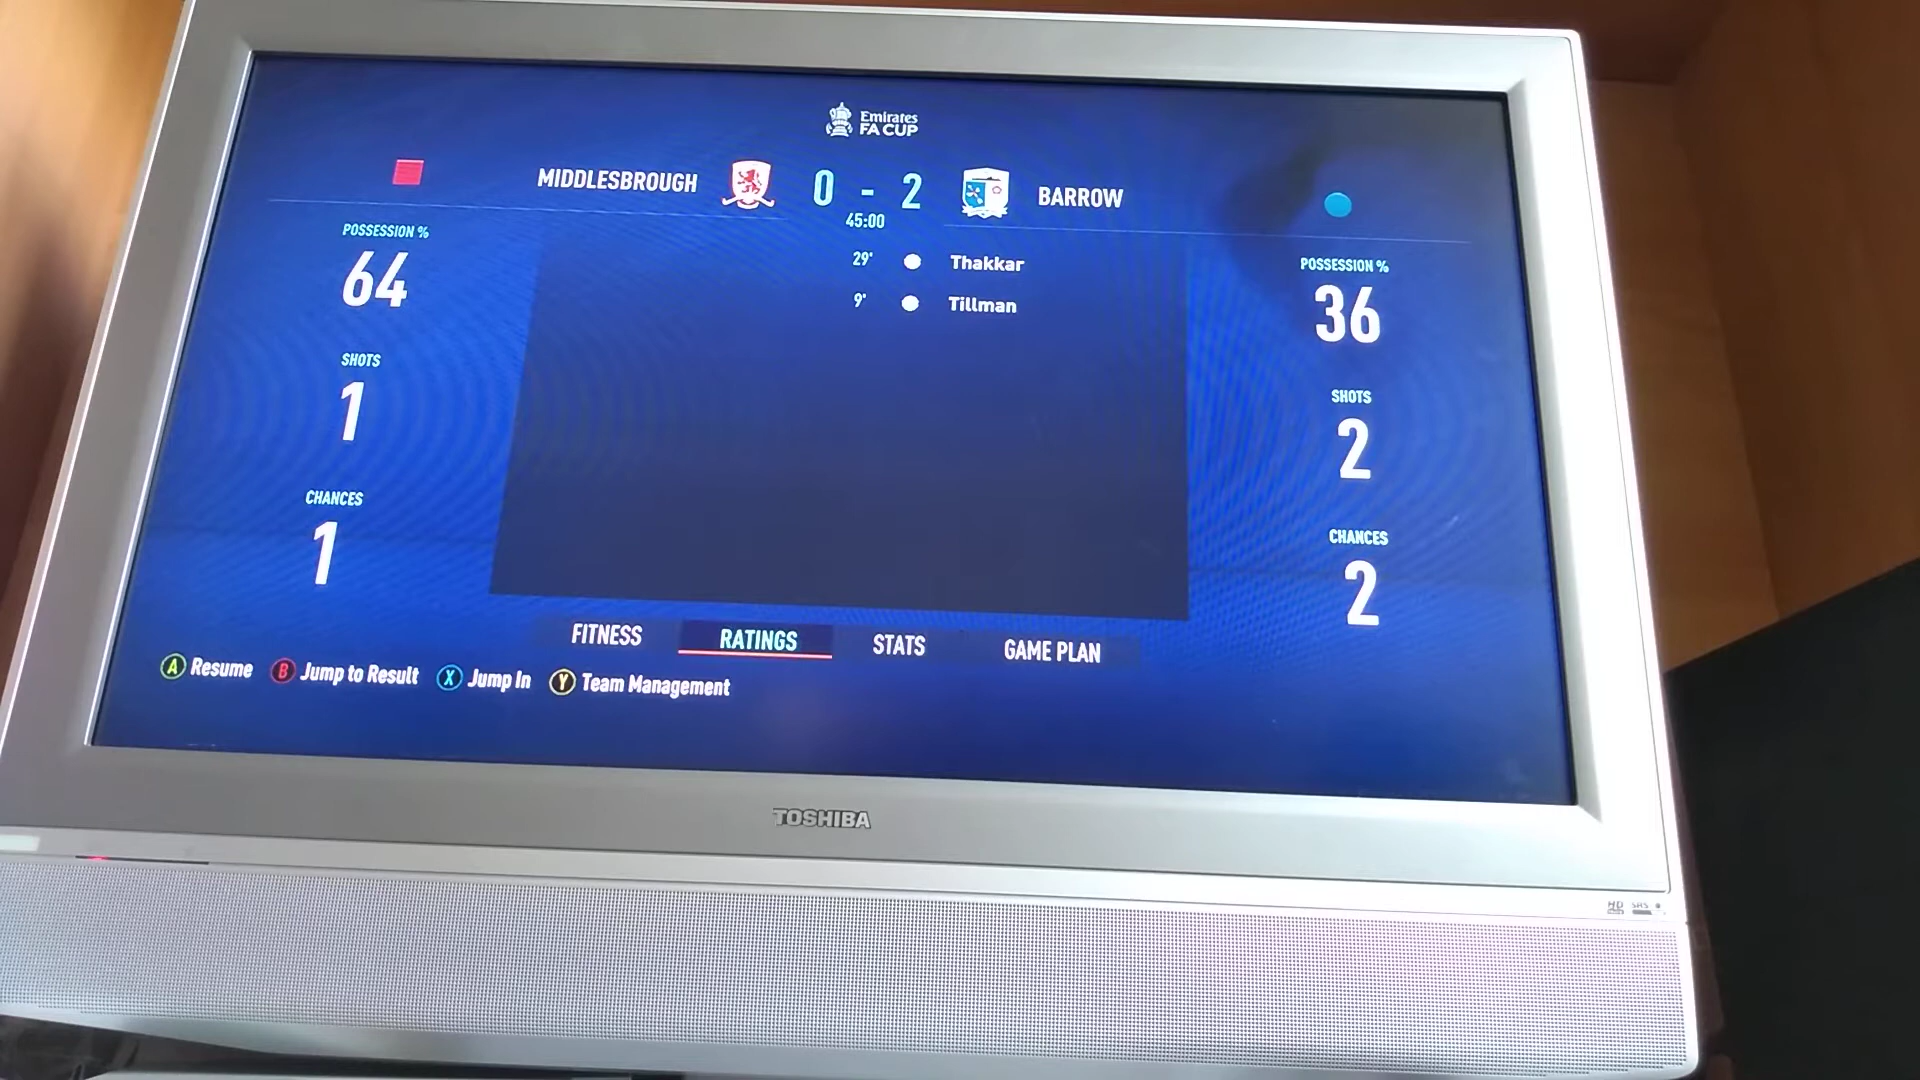 Emirates
FA CUP
MIDDLESBROUGH 0 - 2 BARROW
45:00
29' Thakkar
9' Tillman
POSSESSION %
64
SHOTS
1
CHANCES
1
POSSESSION %
36
SHOTS
2
CHANCES
2
FITNESS RATINGS STATS GAME PLAN
A Resume B Jump to Result X Jump In Y Team Management
TOSHIBA
HD SRS